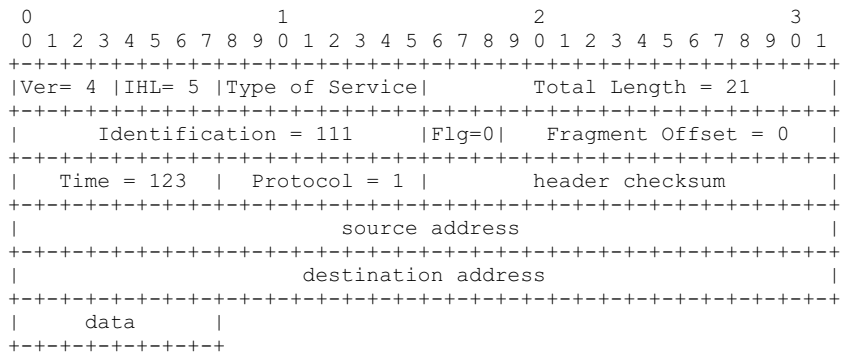 0                   1                   2                   3
 0 1 2 3 4 5 6 7 8 9 0 1 2 3 4 5 6 7 8 9 0 1 2 3 4 5 6 7 8 9 0 1
+-+-+-+-+-+-+-+-+-+-+-+-+-+-+-+-+-+-+-+-+-+-+-+-+-+-+-+-+-+-+-+-+
|Ver= 4 |IHL= 5 |Type of Service|        Total Length = 21      |
+-+-+-+-+-+-+-+-+-+-+-+-+-+-+-+-+-+-+-+-+-+-+-+-+-+-+-+-+-+-+-+-+
|      Identification = 111     |Flg=0|   Fragment Offset = 0   |
+-+-+-+-+-+-+-+-+-+-+-+-+-+-+-+-+-+-+-+-+-+-+-+-+-+-+-+-+-+-+-+-+
|   Time = 123  |  Protocol = 1 |        header checksum        |
+-+-+-+-+-+-+-+-+-+-+-+-+-+-+-+-+-+-+-+-+-+-+-+-+-+-+-+-+-+-+-+-+
|                         source address                        |
+-+-+-+-+-+-+-+-+-+-+-+-+-+-+-+-+-+-+-+-+-+-+-+-+-+-+-+-+-+-+-+-+
|                      destination address                      |
+-+-+-+-+-+-+-+-+-+-+-+-+-+-+-+-+-+-+-+-+-+-+-+-+-+-+-+-+-+-+-+-+
|     data      |
+-+-+-+-+-+-+-+-+